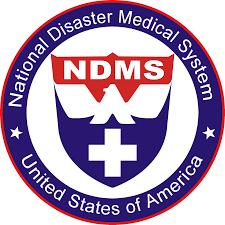 National Disaster Medical System
NDMS
United States of America